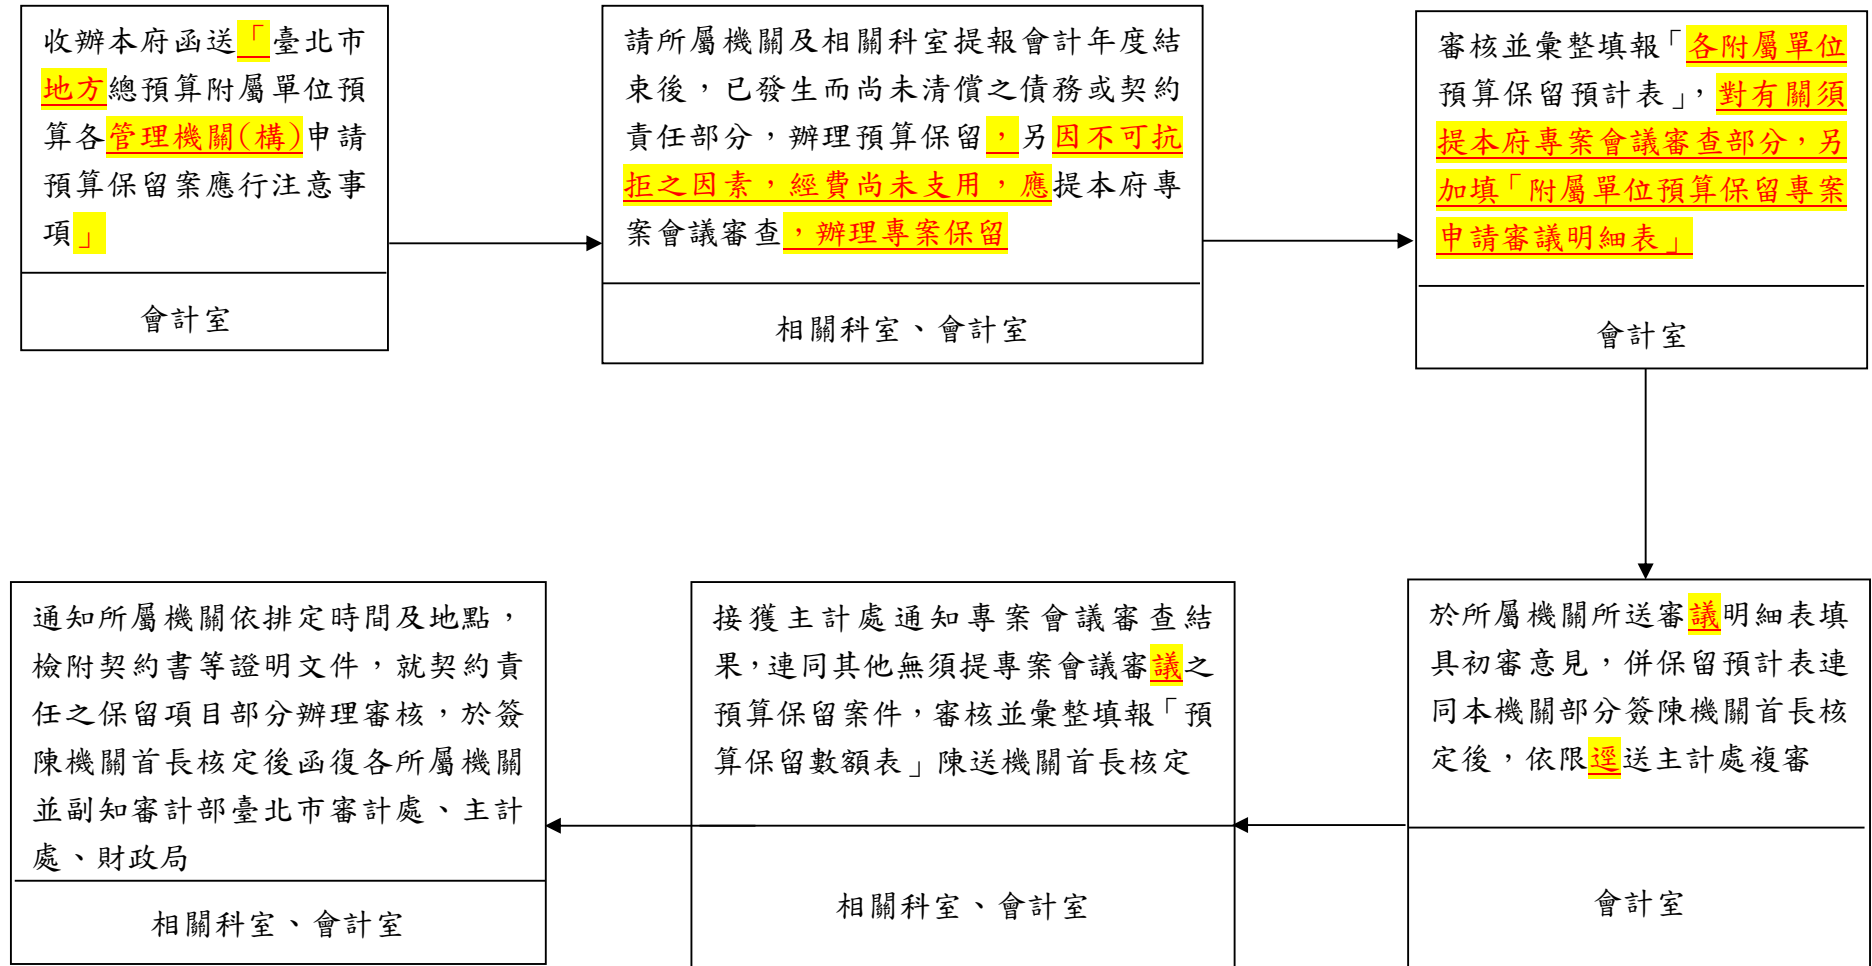 收辦本府函送「臺北市
地方總預算附屬單位預
算各管理機關(構)申請
預算保留案應行注意事
項」
會計室
請所屬機關及相關科室提報會計年度結
束後，已發生而尚未清償之債務或契約
責任部分，辦理預算保留，另因不可抗
拒之因素，經費尚未支用，應提本府專
案會議審查，辦理專案保留
相關科室、會計室
審核並彙整填報「各附屬單位
預算保留預計表」，對有關須
提本府專案會議審查部分，另
加填「附屬單位預算保留專案
申請審議明細表」
會計室
於所屬機關所送審議明細表填
具初審意見，併保留預計表連
同本機關部分簽陳機關首長核
定後，依限逕送主計處複審
會計室
接獲主計處通知專案會議審查結
果，連同其他無須提專案會議審議之
預算保留案件，審核並彙整填報「預
算保留數額表」陳送機關首長核定
相關科室、會計室
通知所屬機關依排定時間及地點，
檢附契約書等證明文件，就契約責
任之保留項目部分辦理審核，於簽
陳機關首長核定後函復各所屬機關
並副知審計部臺北市審計處、主計
處、財政局
相關科室、會計室